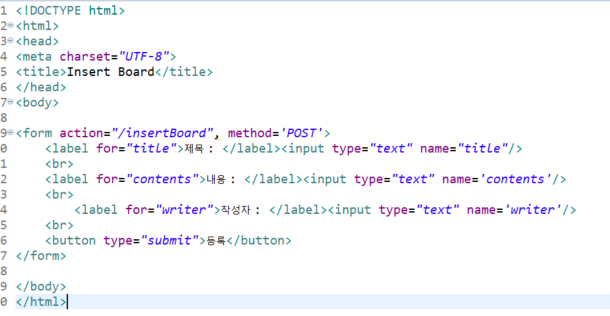 1 <!DOCTYPE html>
2 <html>
3 <head>
4 <meta charset="UTF-8">
5 <title>Insert Board</title>
6 </head>
7 <body>
8
9 <form action="/insertBoard", method='POST'>
0     <label for="title">제목 : </label><input type="text" name="title"/>
1     <br>
2     <label for="contents">내용 : </label><input type="text" name='contents'/>
3     <br>
4         <label for="writer">작성자 : </label><input type="text" name='writer'/>
5     <br>
6     <button type="submit">등록</button>
7 </form>
8
9 </body>
0 </html>